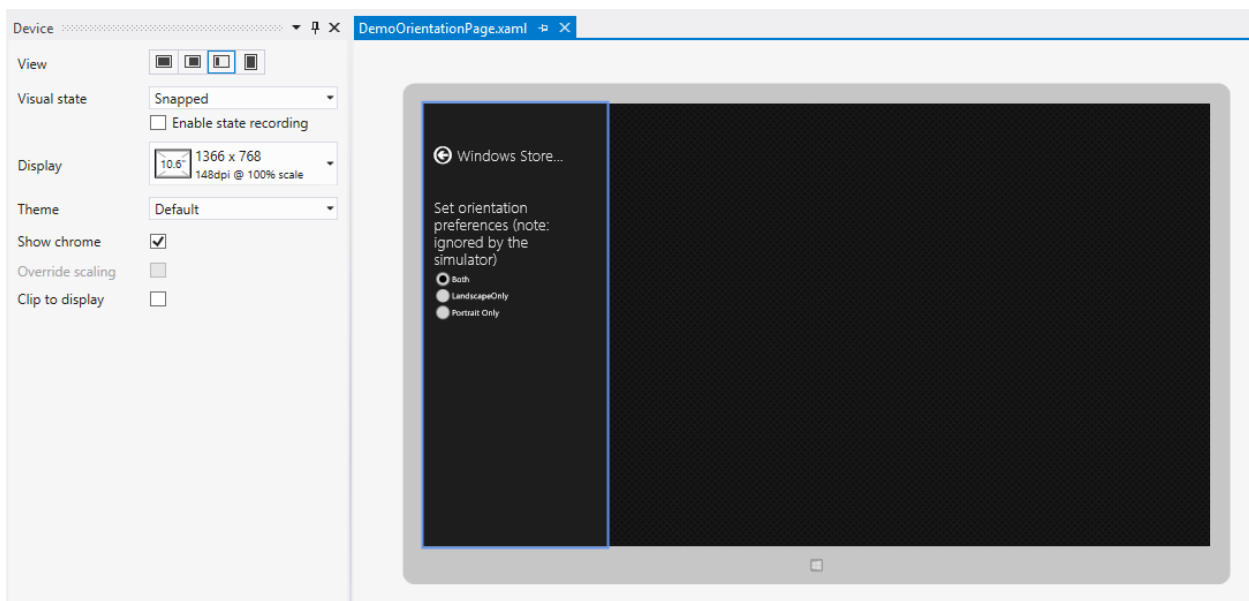 Device
View
Visual state
Snapped
Enable state recording
Display
10.6"
1366 x 768
148dpi @ 100% scale
Theme
Default
Show chrome
Override scaling
Clip to display
DemoOrientationPage.xaml
Windows Store...
Set orientation
preferences (note:
ignored by the
simulator)
Both
LandscapeOnly
Portrait Only